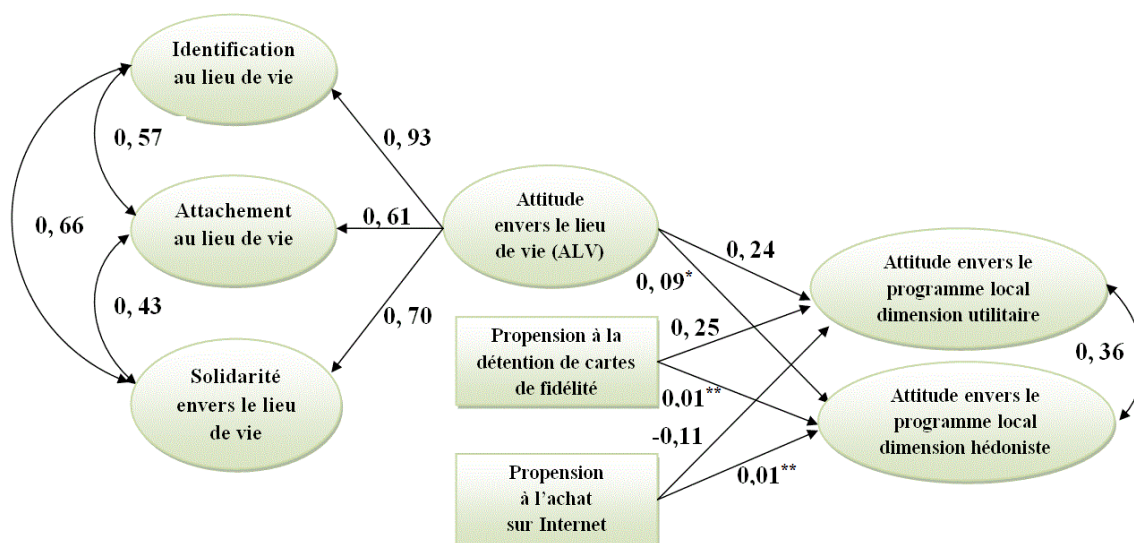 Identification
au lieu de vie
0, 57
0, 93
Attachement
au lieu de vie
0, 66
0, 61
Attitude
envers le lieu
de vie (ALV)
0, 43
0, 70
Solidarité
envers le lieu
de vie
0, 24
0, 09*
Attitude envers le
programme local
dimension utilitaire
Propension à la
détention de cartes
de fidélité
0, 25
0,01**
0, 36
Attitude envers le
programme local
dimension hédoniste
-0,11
Propension
à l’achat
sur Internet
0,01**